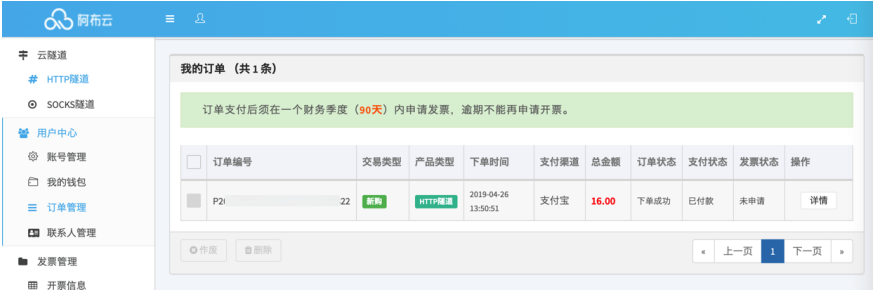 阿布云
云隧道
HTTP隧道
SOCKS隧道
用户中心
账号管理
我的钱包
订单管理
联系人管理
发票管理
开票信息
我的订单 （共 1 条）
订单支付后须在一个财务季度（90天）内申请发票，逾期不能再申请开票。
订单编号 交易类型 产品类型 下单时间 支付渠道 总金额 订单状态 支付状态 发票状态 操作
P2 22 新购 HTTP隧道 2019-04-26 13:50:51 支付宝 16.00 下单成功 已付款 未申请 详情
作废 删除
« 上一页 1 下一页 »